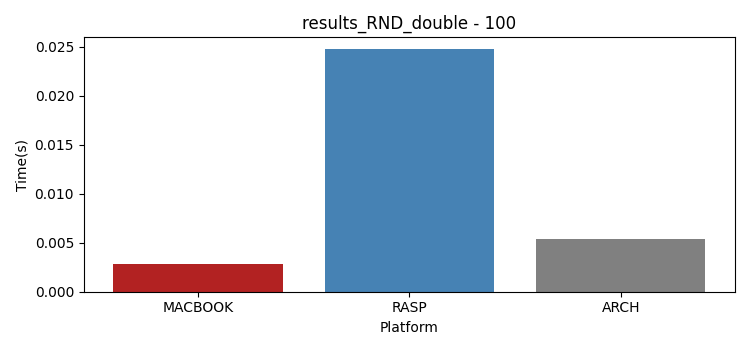 results_RND_double - 100
0.025
0.020
0.015
0.010
0.005
0.000
Time(s)
MACBOOK
RASP
ARCH
Platform